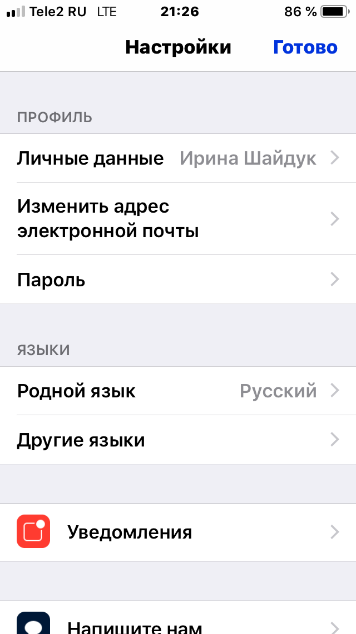 Tele2 RU LTE 21:26 86 %
Настройки Готово
ПРОФИЛЬ
Личные данные Ирина Шайдук
Изменить адрес
электронной почты
Пароль
ЯЗЫКИ
Родной язык Русский
Другие языки
Уведомления
Напишите нам